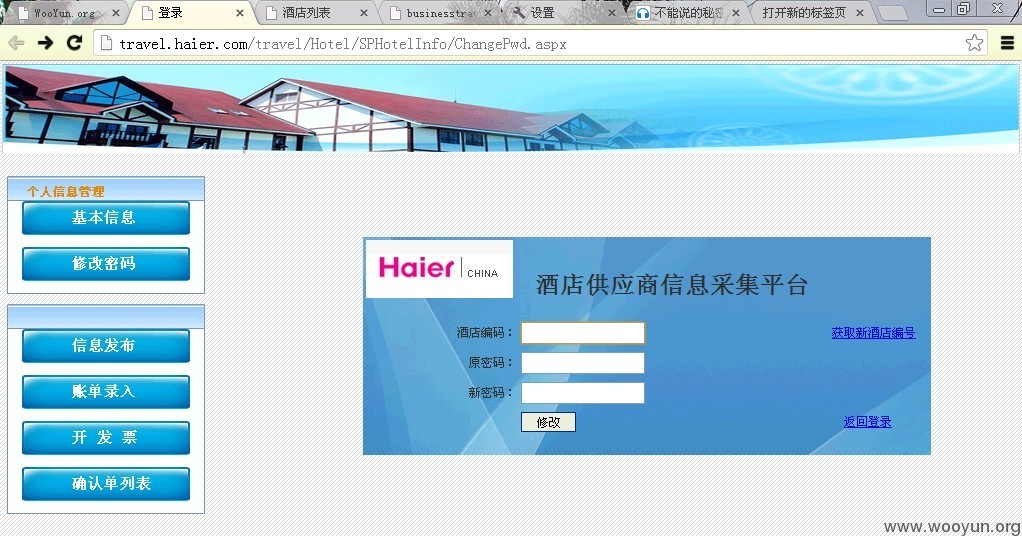 WooYun.org
登录
酒店列表
businesstra
设置
不能说的秘密
打开新的标签页
travel.haier.com/travel/Hotel/SPHotelInfo/ChangePwd.aspx
个人信息管理
基本信息
修改密码
信息发布
账单录入
开 发 票
确认单列表
Haier CHINA
酒店供应商信息采集平台
酒店编码：
获取新酒店编号
原密码：
新密码：
修改
返回登录
www.wooyun.org